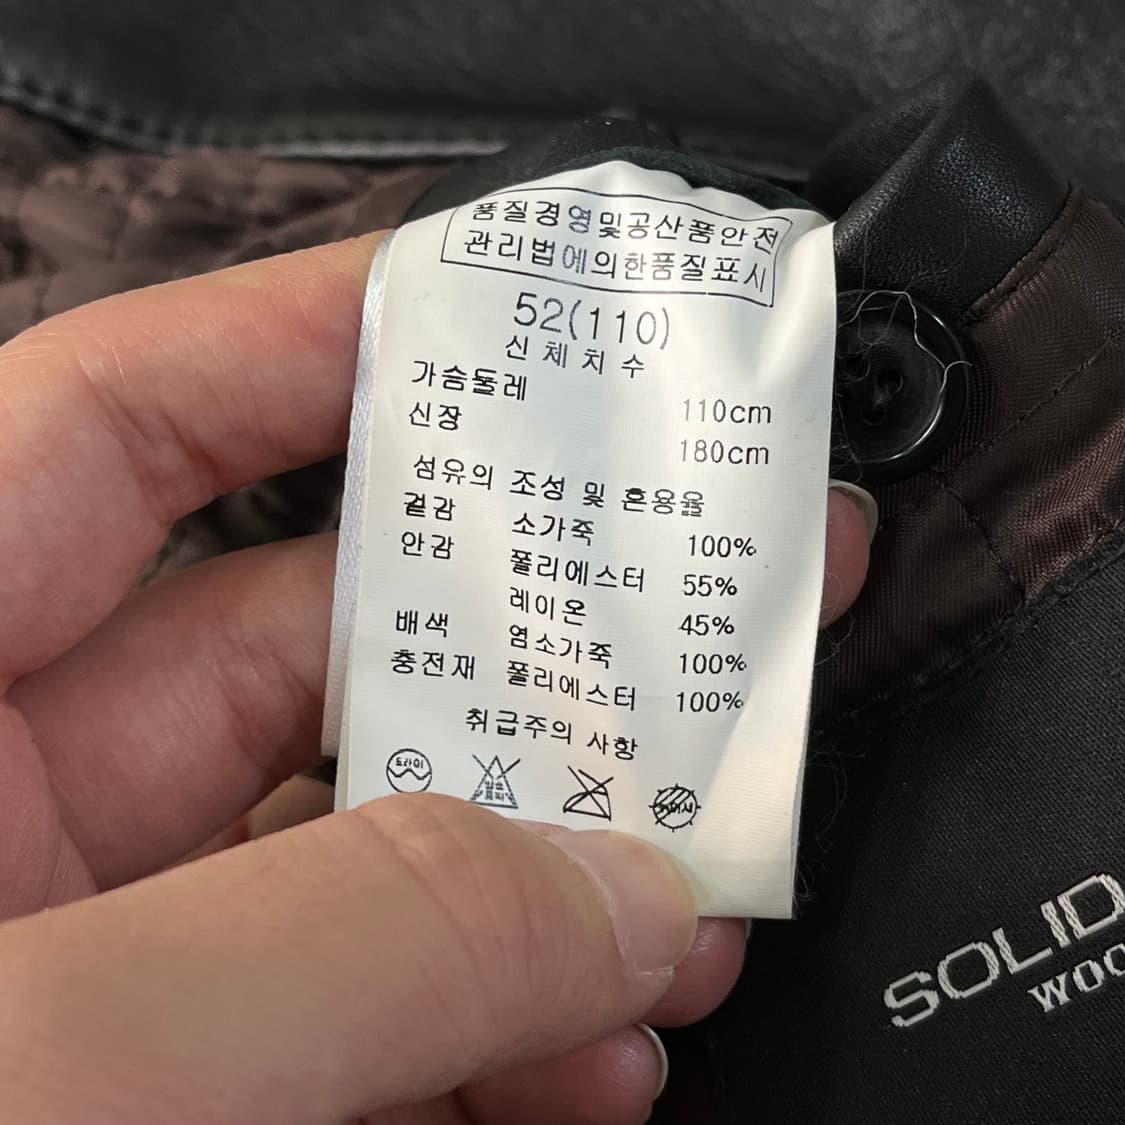 품질경영및공산품안전
관리법에의한품질표시
52(110)
신체치수
가슴둘레 110cm
신장 180cm
섬유의 조성 및 혼용율
겉감 소가죽 100%
안감 폴리에스터 55%
레이온 45%
배색 염소가죽 100%
충전재 폴리에스터 100%
취급주의 사항
드라이
SOLID